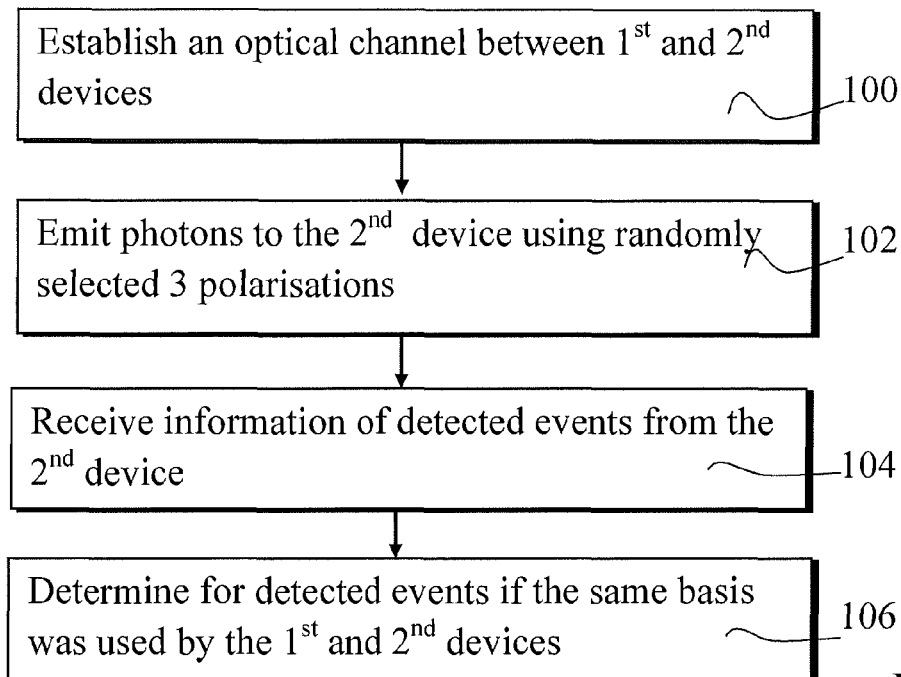 Establish an optical channel between 1st and 2nd
devices
100
Emit photons to the 2nd device using randomly
selected 3 polarisations
102
Receive information of detected events from the
2nd device
104
Determine for detected events if the same basis
was used by the 1st and 2nd devices
106